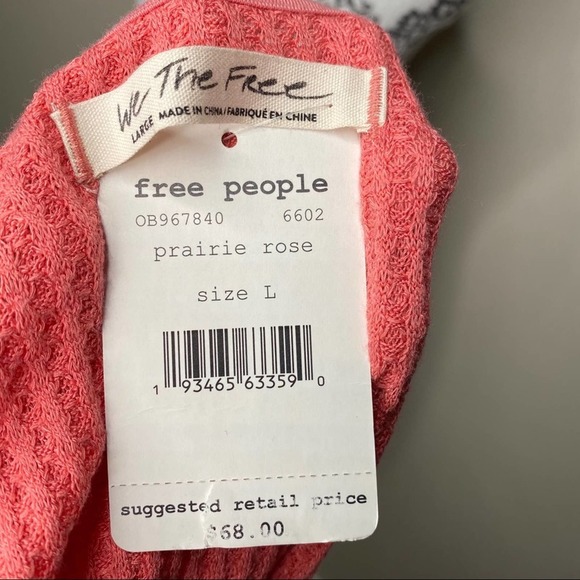 We The Free
LARGE MADE IN CHINA/FABRIQUÉ EN CHINE
free people
OB967840 6602
prairie rose
size L
1 93465 63359 0
suggested retail price
$68.00